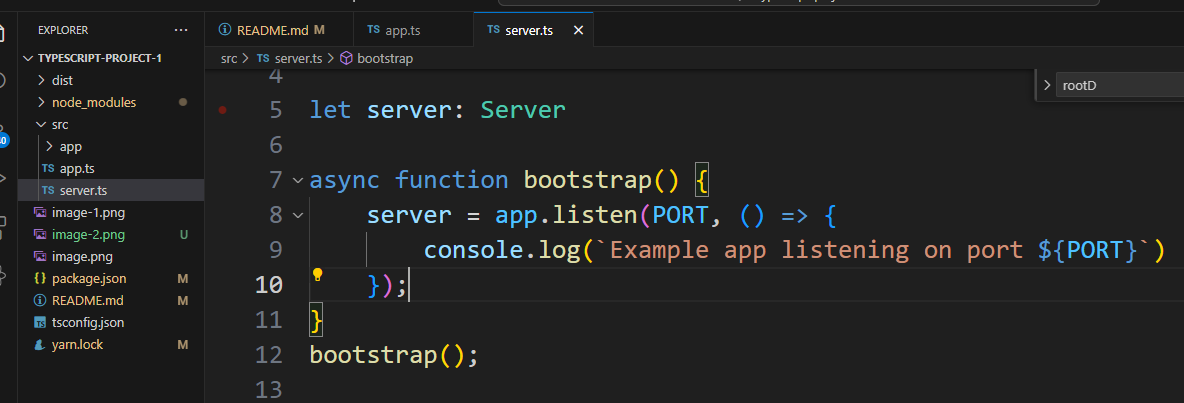 EXPLORER ···
TYPESCRIPT-PROJECT-1
dist
node_modules
src
app
TS app.ts
TS server.ts
image-1.png
image-2.png U
image.png
{} package.json M
README.md M
TS tsconfig.json
yarn.lock M
README.md M
TS app.ts
TS server.ts ×
src > TS server.ts > bootstrap
rootD
4
5 let server: Server
6
7 async function bootstrap() {
8 server = app.listen(PORT, () => {
9 console.log(`Example app listening on port ${PORT}`)
10 });
11 }
12 bootstrap();
13